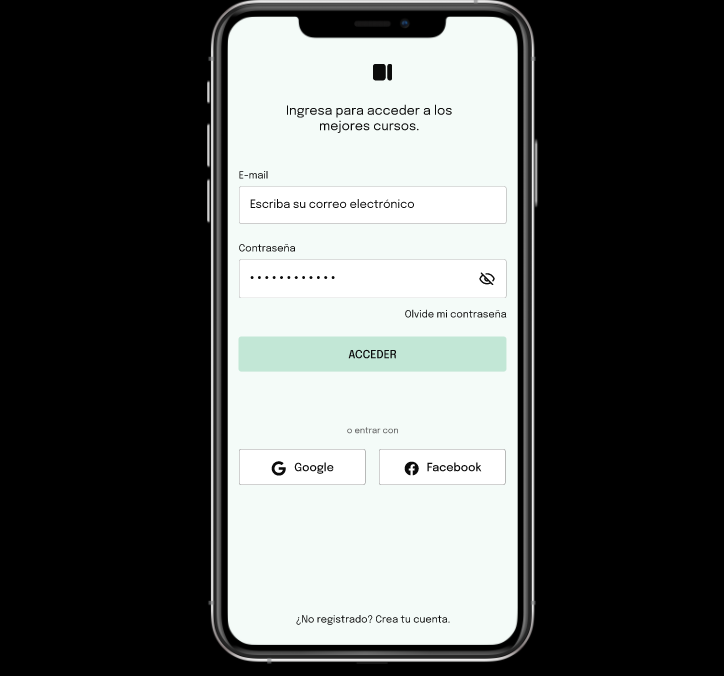 Ingresa para acceder a los
mejores cursos.
E-mail
Escriba su correo electrónico
Contraseña
••••••••••••
Olvide mi contraseña
ACCEDER
o entrar con
Google
Facebook
¿No registrado? Crea tu cuenta.